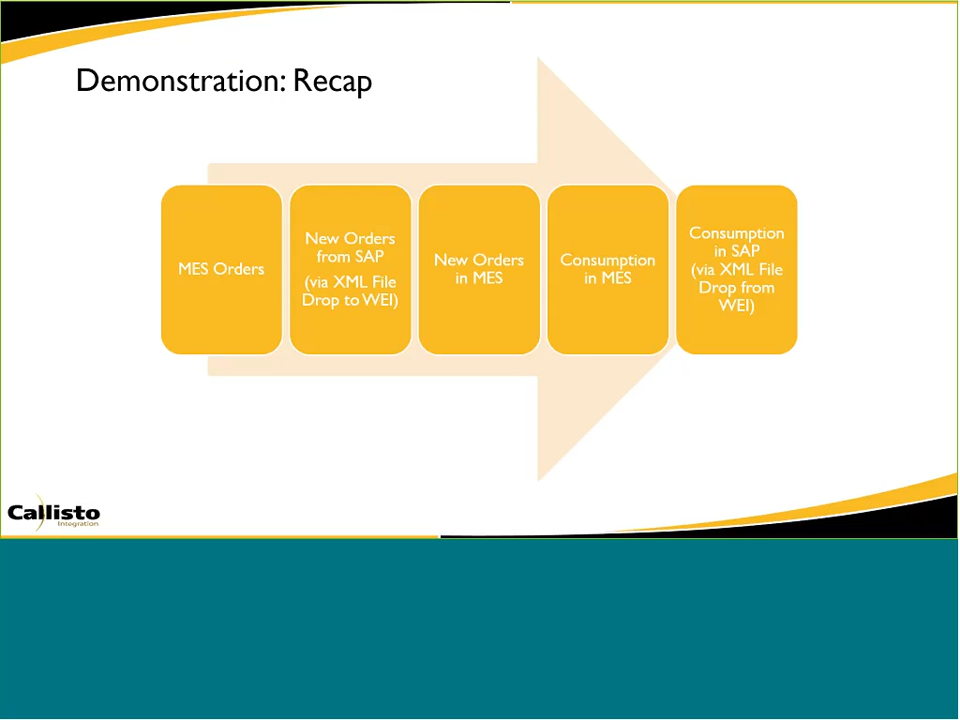 Demonstration: Recap
MES Orders
New Orders
from SAP
(via XML File
Drop to WEI)
New Orders
in MES
Consumption
in MES
Consumption
in SAP
(via XML File
Drop from
WEI)
Callisto
Integration